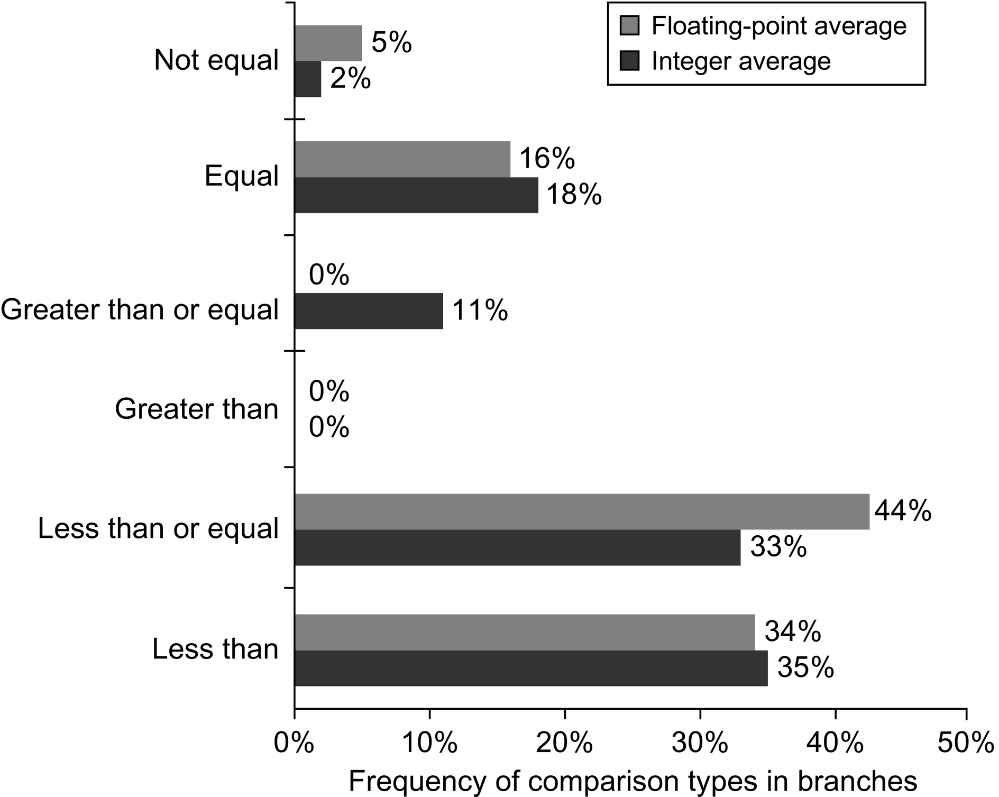 Floating-point average
Integer average
Not equal
5%
2%
Equal
16%
18%
Greater than or equal
0%
11%
Greater than
0%
0%
Less than or equal
44%
33%
Less than
34%
35%
0% 10% 20% 30% 40% 50%
Frequency of comparison types in branches